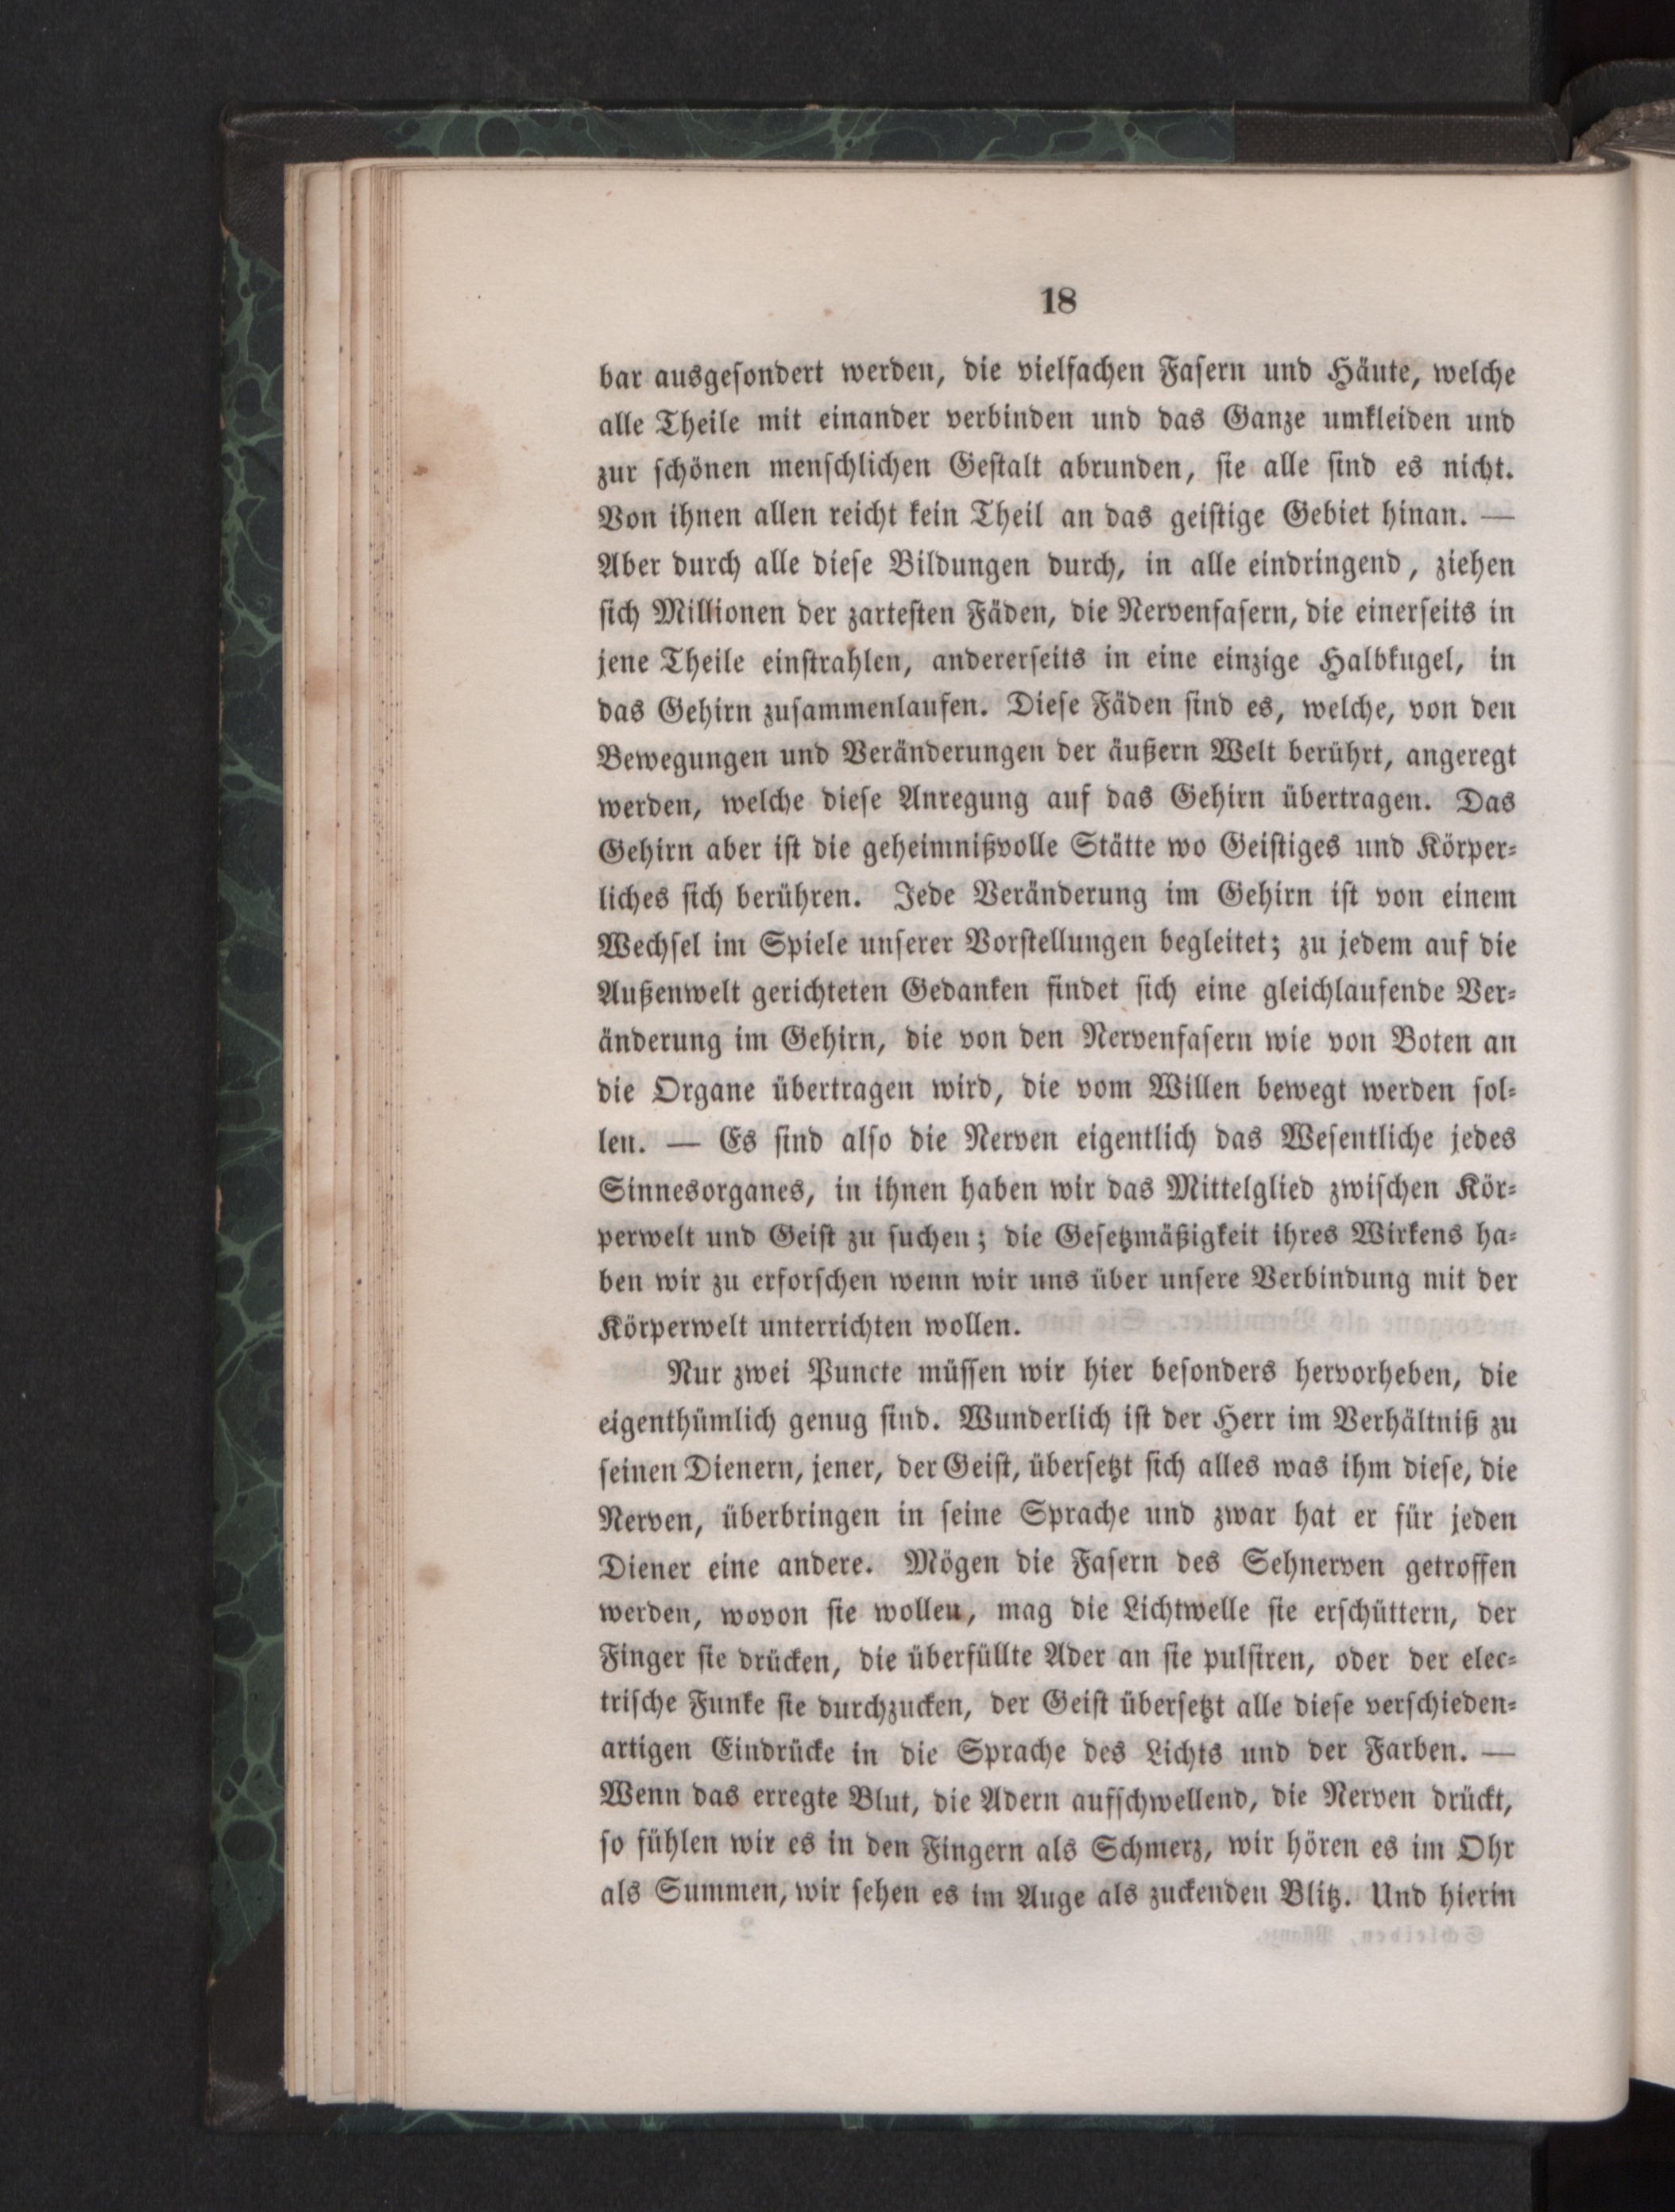 18
bar ausgesondert werden, die vielfachen Fasern und Häute, welche
alle Theile mit einander verbinden und das Ganze umkleiden und
zur schönen menschlichen Gestalt abrunden, sie alle sind es nicht.
Von ihnen allen reicht kein Theil an das geistige Gebiet hinan. —
Aber durch alle diese Bildungen durch, in alle eindringend, ziehen
sich Millionen der zartesten Fäden, die Nervenfasern, die einerseits in
jene Theile einstrahlen, andererseits in eine einzige Halbkugel, in
das Gehirn zusammenlaufen. Diese Fäden sind es, welche, von den
Bewegungen und Veränderungen der äußern Welt berührt, angeregt
werden, welche diese Anregung auf das Gehirn übertragen. Das
Gehirn aber ist die geheimnißvolle Stätte wo Geistiges und Körper-
liches sich berühren. Jede Veränderung im Gehirn ist von einem
Wechsel im Spiele unserer Vorstellungen begleitet; zu jedem auf die
Außenwelt gerichteten Gedanken findet sich eine gleichlaufende Ver-
änderung im Gehirn, die von den Nervenfasern wie von Boten an
die Organe übertragen wird, die vom Willen bewegt werden sol-
len. — Es sind also die Nerven eigentlich das Wesentliche jedes
Sinnesorganes, in ihnen haben wir das Mittelglied zwischen Kör-
perwelt und Geist zu suchen; die Gesetzmäßigkeit ihres Wirkens ha-
ben wir zu erforschen wenn wir uns über unsere Verbindung mit der
Körperwelt unterrichten wollen.
Nur zwei Puncte müssen wir hier besonders hervorheben, die
eigenthümlich genug sind. Wunderlich ist der Herr im Verhältniß zu
seinen Dienern, jener, der Geist, übersetzt sich alles was ihm diese, die
Nerven, überbringen in seine Sprache und zwar hat er für jeden
Diener eine andere. Mögen die Fasern des Sehnerven getroffen
werden, wovon sie wollen, mag die Lichtwelle sie erschüttern, der
Finger sie drücken, die überfüllte Ader an sie pulsiren, oder der elec-
trische Funke sie durchzucken, der Geist übersetzt alle diese verschieden-
artigen Eindrücke in die Sprache des Lichts und der Farben. —
Wenn das erregte Blut, die Adern aufschwellend, die Nerven drückt,
so fühlen wir es in den Fingern als Schmerz, wir hören es im Ohr
als Summen, wir sehen es im Auge als zuckenden Blitz. Und hierin